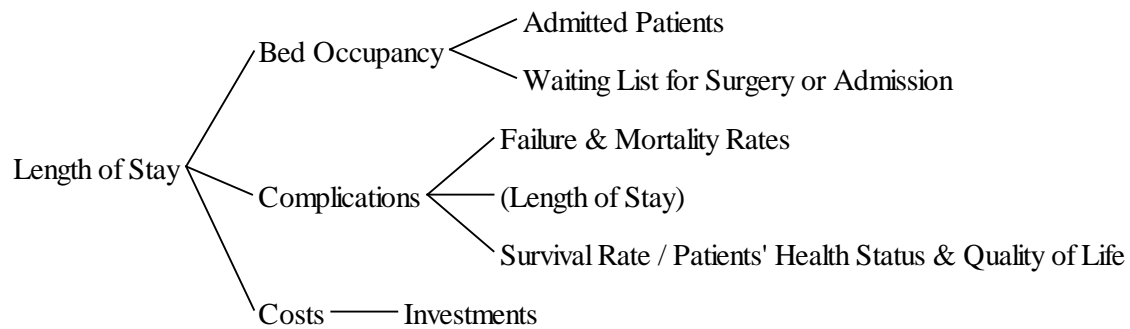 Admitted Patients
Bed Occupancy
Waiting List for Surgery or Admission
Failure & Mortality Rates
Length of Stay
Complications
(Length of Stay)
Survival Rate / Patients' Health Status & Quality of Life
Costs
Investments